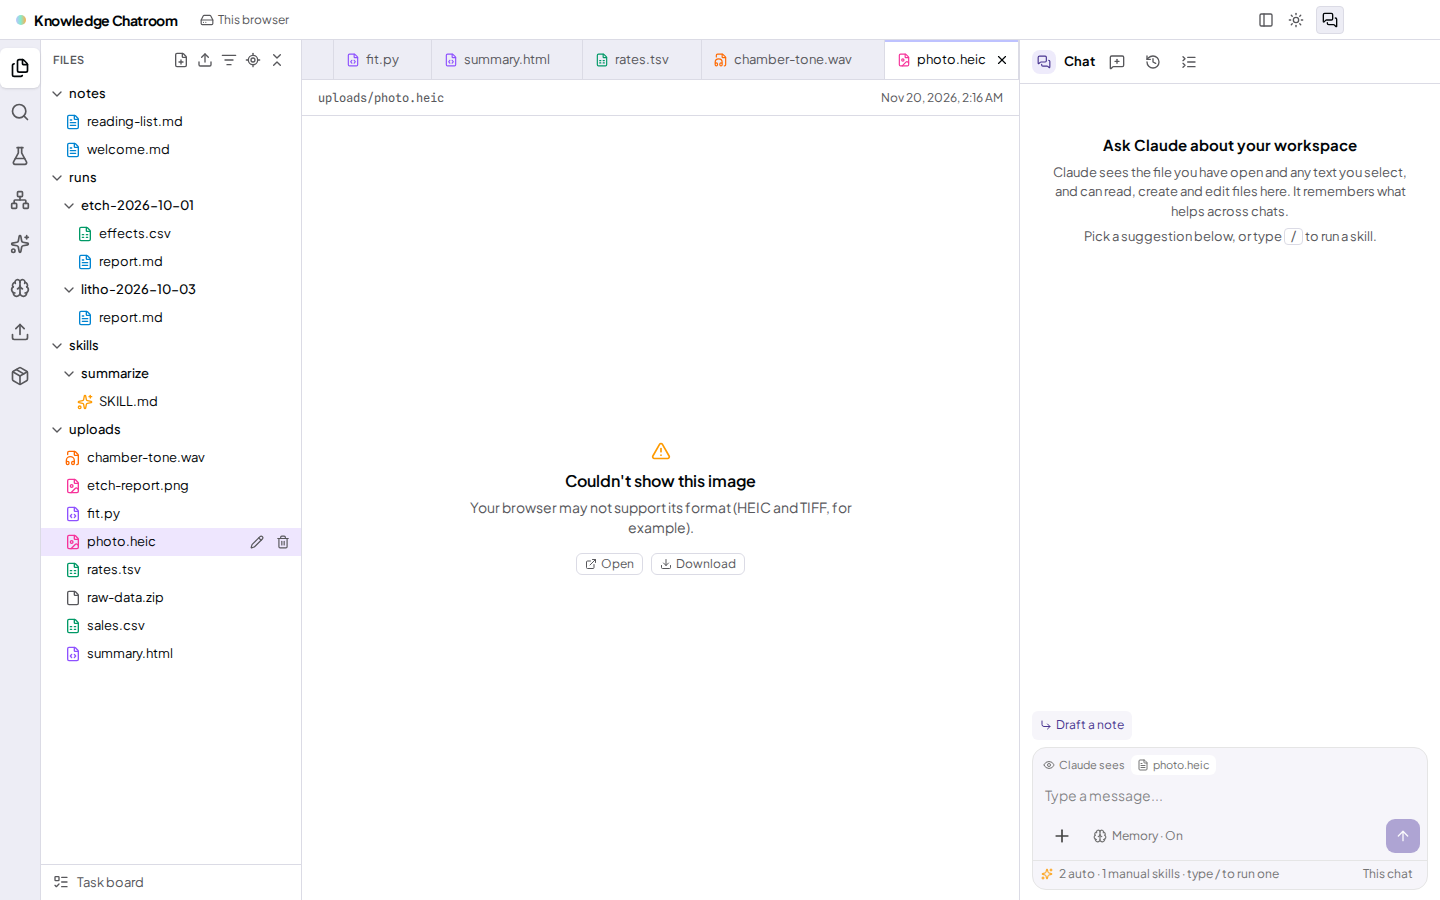 Knowledge Chatroom
This browser
FILES
notes
reading-list.md
welcome.md
runs
etch-2026-10-01
effects.csv
report.md
litho-2026-10-03
report.md
skills
summarize
SKILL.md
uploads
chamber-tone.wav
etch-report.png
fit.py
photo.heic
rates.tsv
raw-data.zip
sales.csv
summary.html
Task board
fit.py
summary.html
rates.tsv
chamber-tone.wav
photo.heic
uploads/photo.heic
Nov 20, 2026, 2:16 AM
Couldn't show this image
Your browser may not support its format (HEIC and TIFF, for
example).
Open
Download
Chat
Ask Claude about your workspace
Claude sees the file you have open and any text you select,
and can read, create and edit files here. It remembers what
helps across chats.
Pick a suggestion below, or type / to run a skill.
Draft a note
Claude sees
photo.heic
Type a message...
Memory · On
2 auto · 1 manual skills · type / to run one
This chat